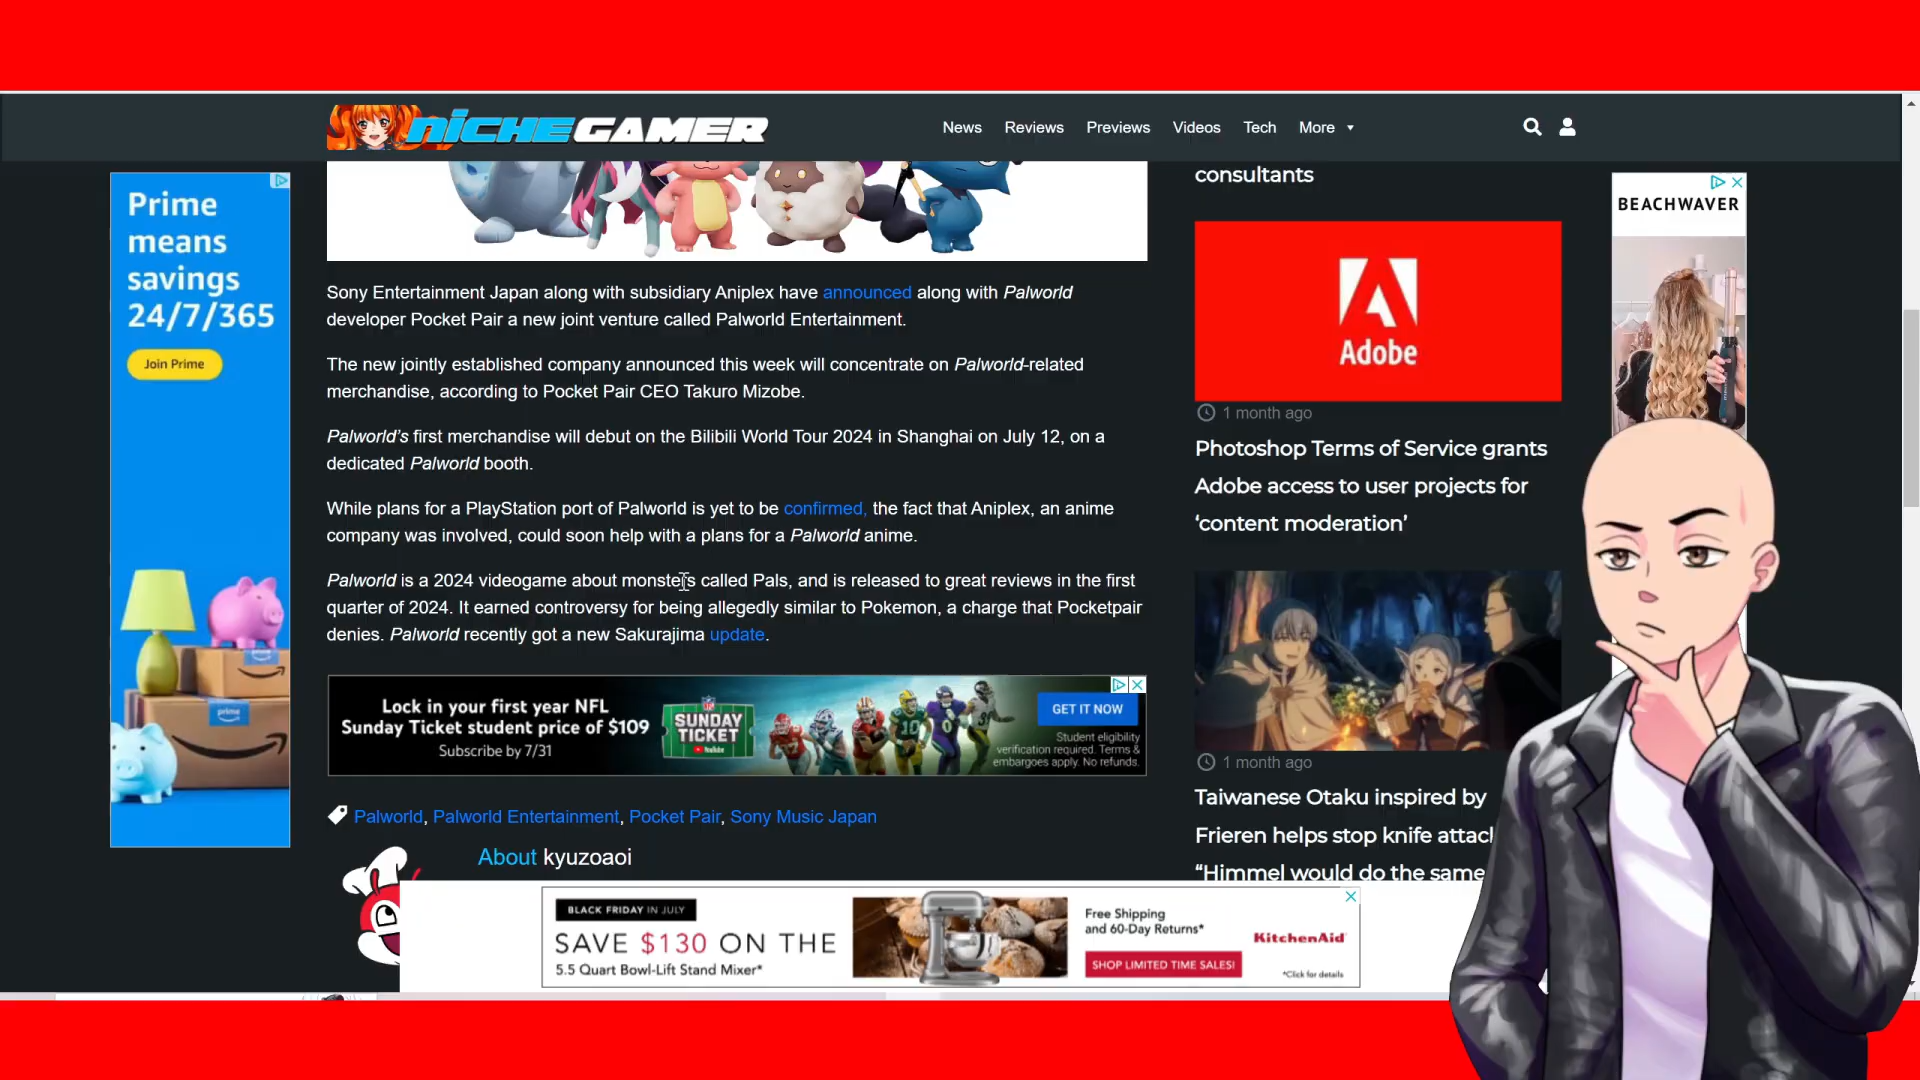 NICHEGAMER
News
Reviews
Previews
Videos
Tech
More
Prime
means
savings
24/7/365
Join Prime
Sony Entertainment Japan along with subsidiary Aniplex have announced along with Palworld
developer Pocket Pair a new joint venture called Palworld Entertainment.
The new jointly established company announced this week will concentrate on Palworld-related
merchandise, according to Pocket Pair CEO Takuro Mizobe.
Palworld's first merchandise will debut on the Bilibili World Tour 2024 in Shanghai on July 12, on a
dedicated Palworld booth.
While plans for a PlayStation port of Palworld is yet to be confirmed, the fact that Aniplex, an anime
company was involved, could soon help with a plans for a Palworld anime.
Palworld is a 2024 videogame about monsters called Pals, and is released to great reviews in the first
quarter of 2024. It earned controversy for being allegedly similar to Pokemon, a charge that Pocketpair
denies. Palworld recently got a new Sakurajima update.
Lock in your first year NFL
Sunday Ticket student price of $109
Subscribe by 7/31
NFL
SUNDAY
TICKET
YouTube
GET IT NOW
Student eligibility
verification required. Terms &
embargoes apply. No refunds.
Palworld, Palworld Entertainment, Pocket Pair, Sony Music Japan
About kyuzoaoi
consultants
Adobe
1 month ago
Photoshop Terms of Service grants
Adobe access to user projects for
'content moderation'
1 month ago
Taiwanese Otaku inspired by
Frieren helps stop knife attack
"Himmel would do the same
BEACHWAVER
prime
BLACK FRIDAY IN JULY
SAVE $130 ON THE
5.5 Quart Bowl-Lift Stand Mixer*
Free Shipping
and 60-Day Returns*
SHOP LIMITED TIME SALES!
KitchenAid
*Click for details